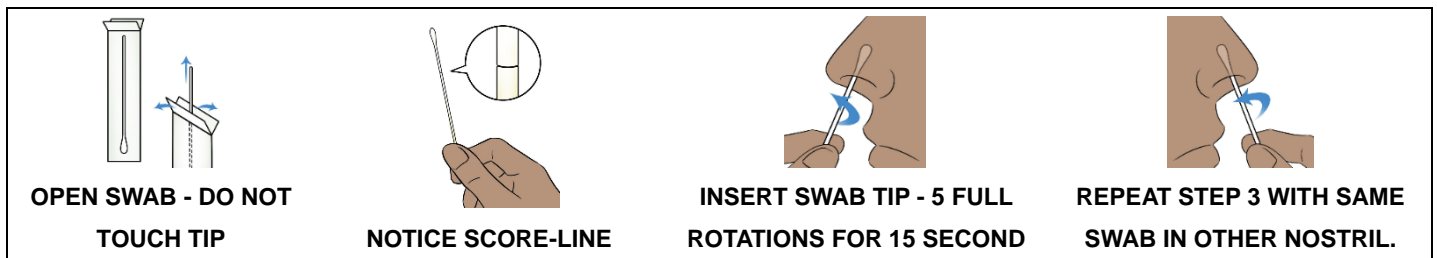 OPEN SWAB - DO NOT
TOUCH TIP
NOTICE SCORE-LINE
INSERT SWAB TIP - 5 FULL
ROTATIONS FOR 15 SECOND
REPEAT STEP 3 WITH SAME
SWAB IN OTHER NOSTRIL.